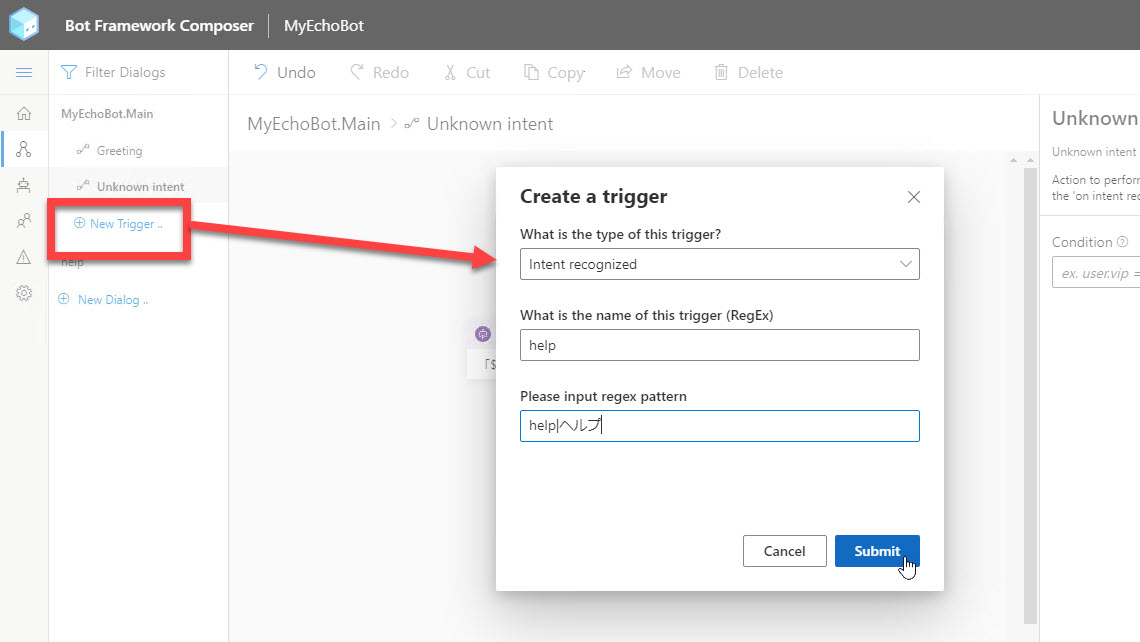 Bot Framework Composer MyEchoBot
Filter Dialogs
Undo Redo Cut Copy Move Delete
MyEchoBot.Main
Greeting
Unknown intent
New Trigger ..
help
New Dialog ..
MyEchoBot.Main > Unknown intent
Create a trigger
What is the type of this trigger?
Intent recognized
What is the name of this trigger (RegEx)
help
Please input regex pattern
help|ヘルプ
Cancel Submit
Unknown
Unknown intent
Action to perform
the 'on intent rec
Condition
ex. user.vip =